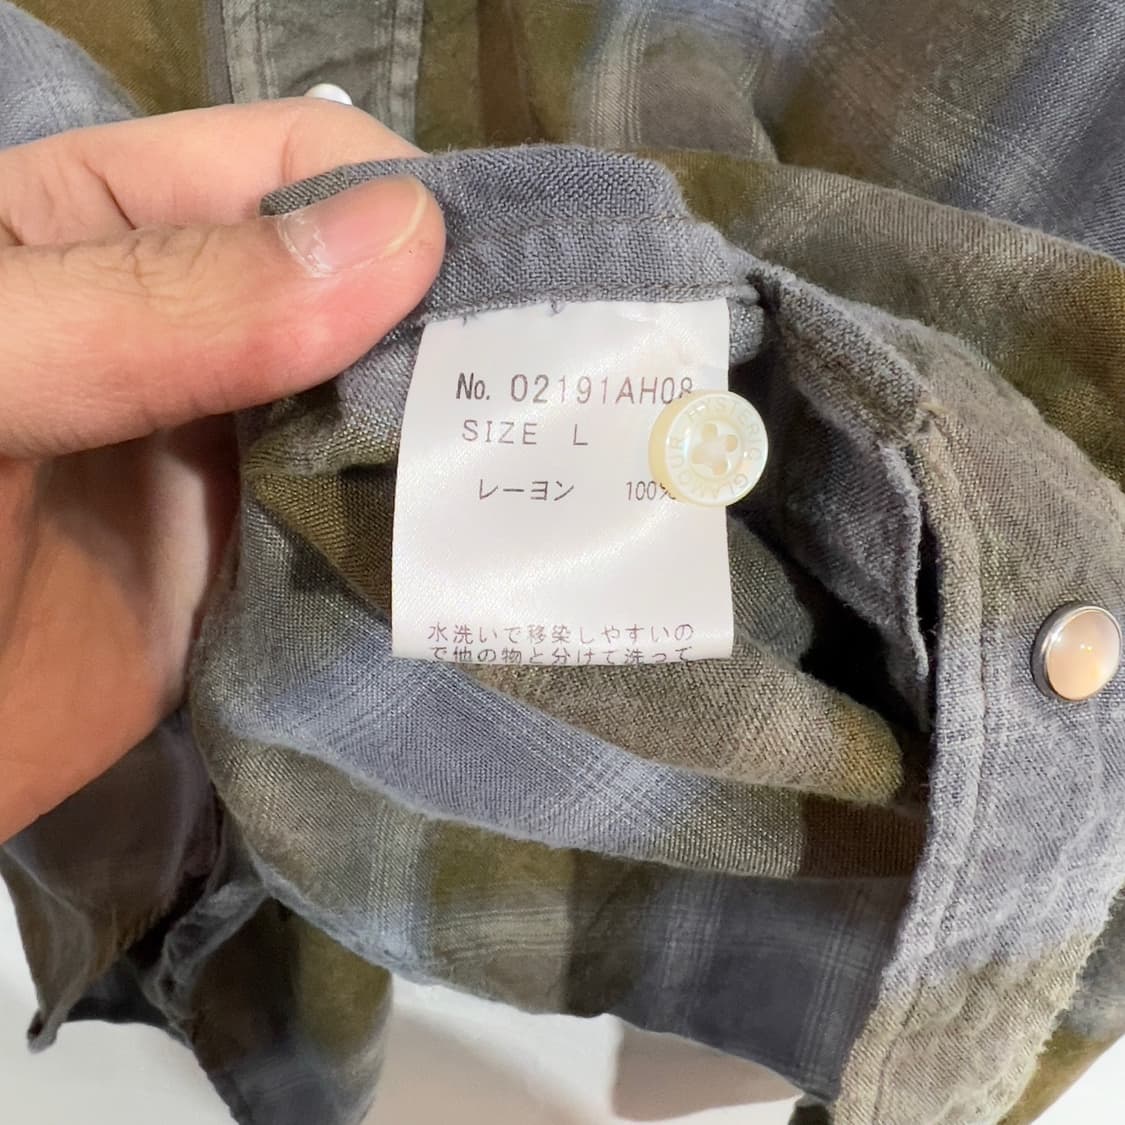 No. 02191AH08
SIZE L
レーヨン 100%
HYSTERIC GLAMOUR
水洗いで移染しやすいの
で他の物と分けて洗って